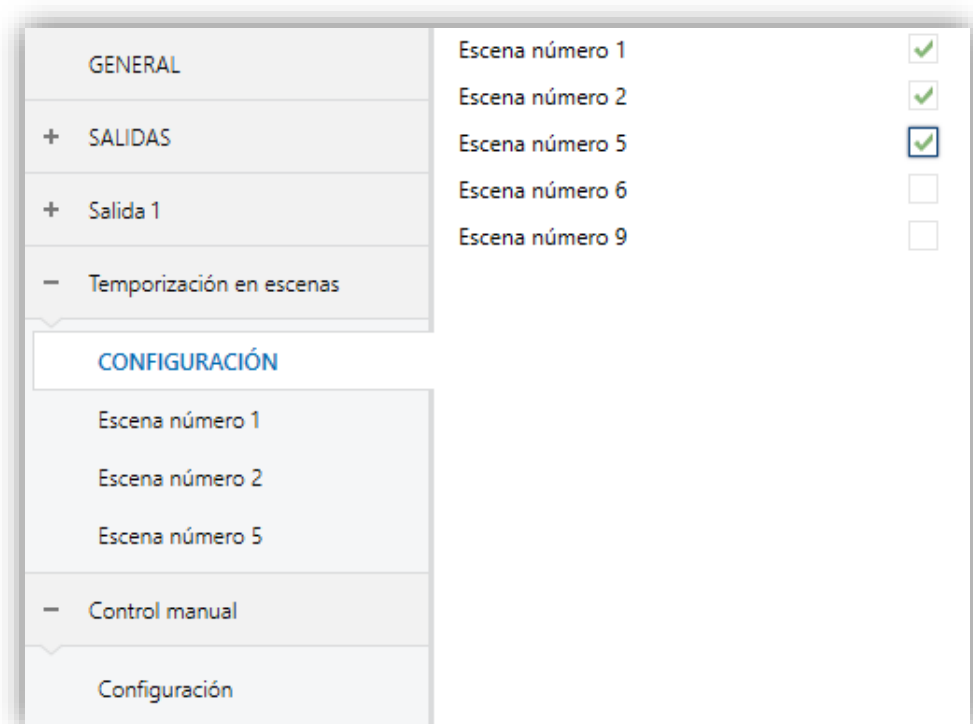 GENERAL
+ SALIDAS
+ Salida 1
− Temporización en escenas
CONFIGURACIÓN
Escena número 1
Escena número 2
Escena número 5
− Control manual
Configuración
Escena número 1
Escena número 2
Escena número 5
Escena número 6
Escena número 9